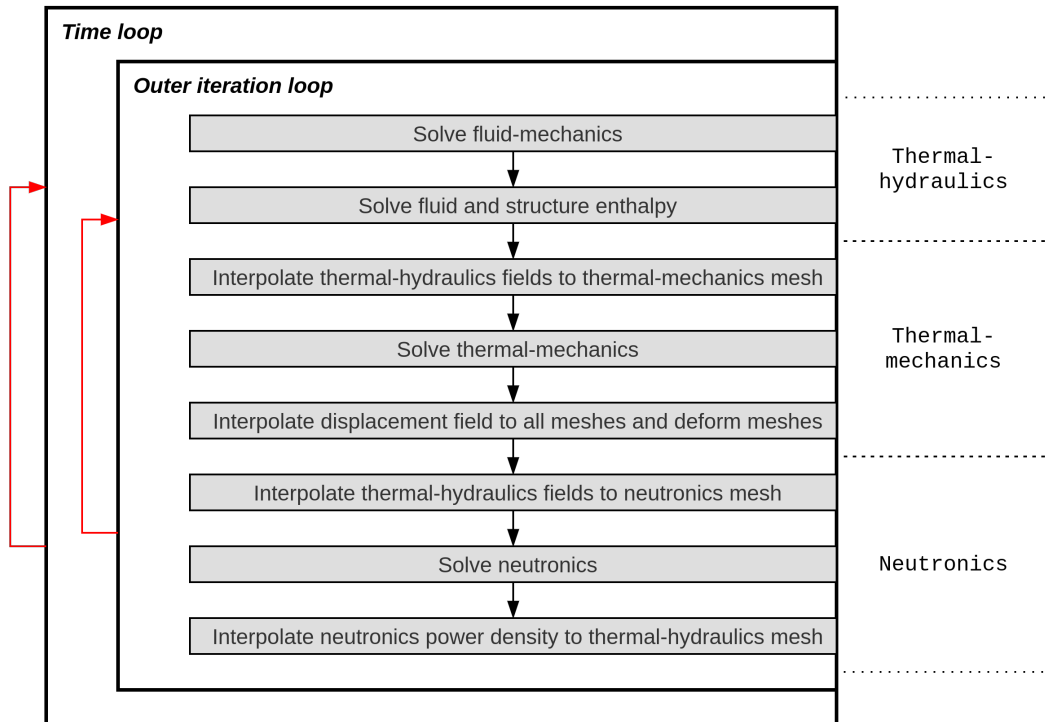 Time loop
Outer iteration loop
Solve fluid-mechanics
Solve fluid and structure enthalpy
Interpolate thermal-hydraulics fields to thermal-mechanics mesh
Solve thermal-mechanics
Interpolate displacement field to all meshes and deform meshes
Interpolate thermal-hydraulics fields to neutronics mesh
Solve neutronics
Interpolate neutronics power density to thermal-hydraulics mesh
Thermal-
hydraulics
Thermal-
mechanics
Neutronics